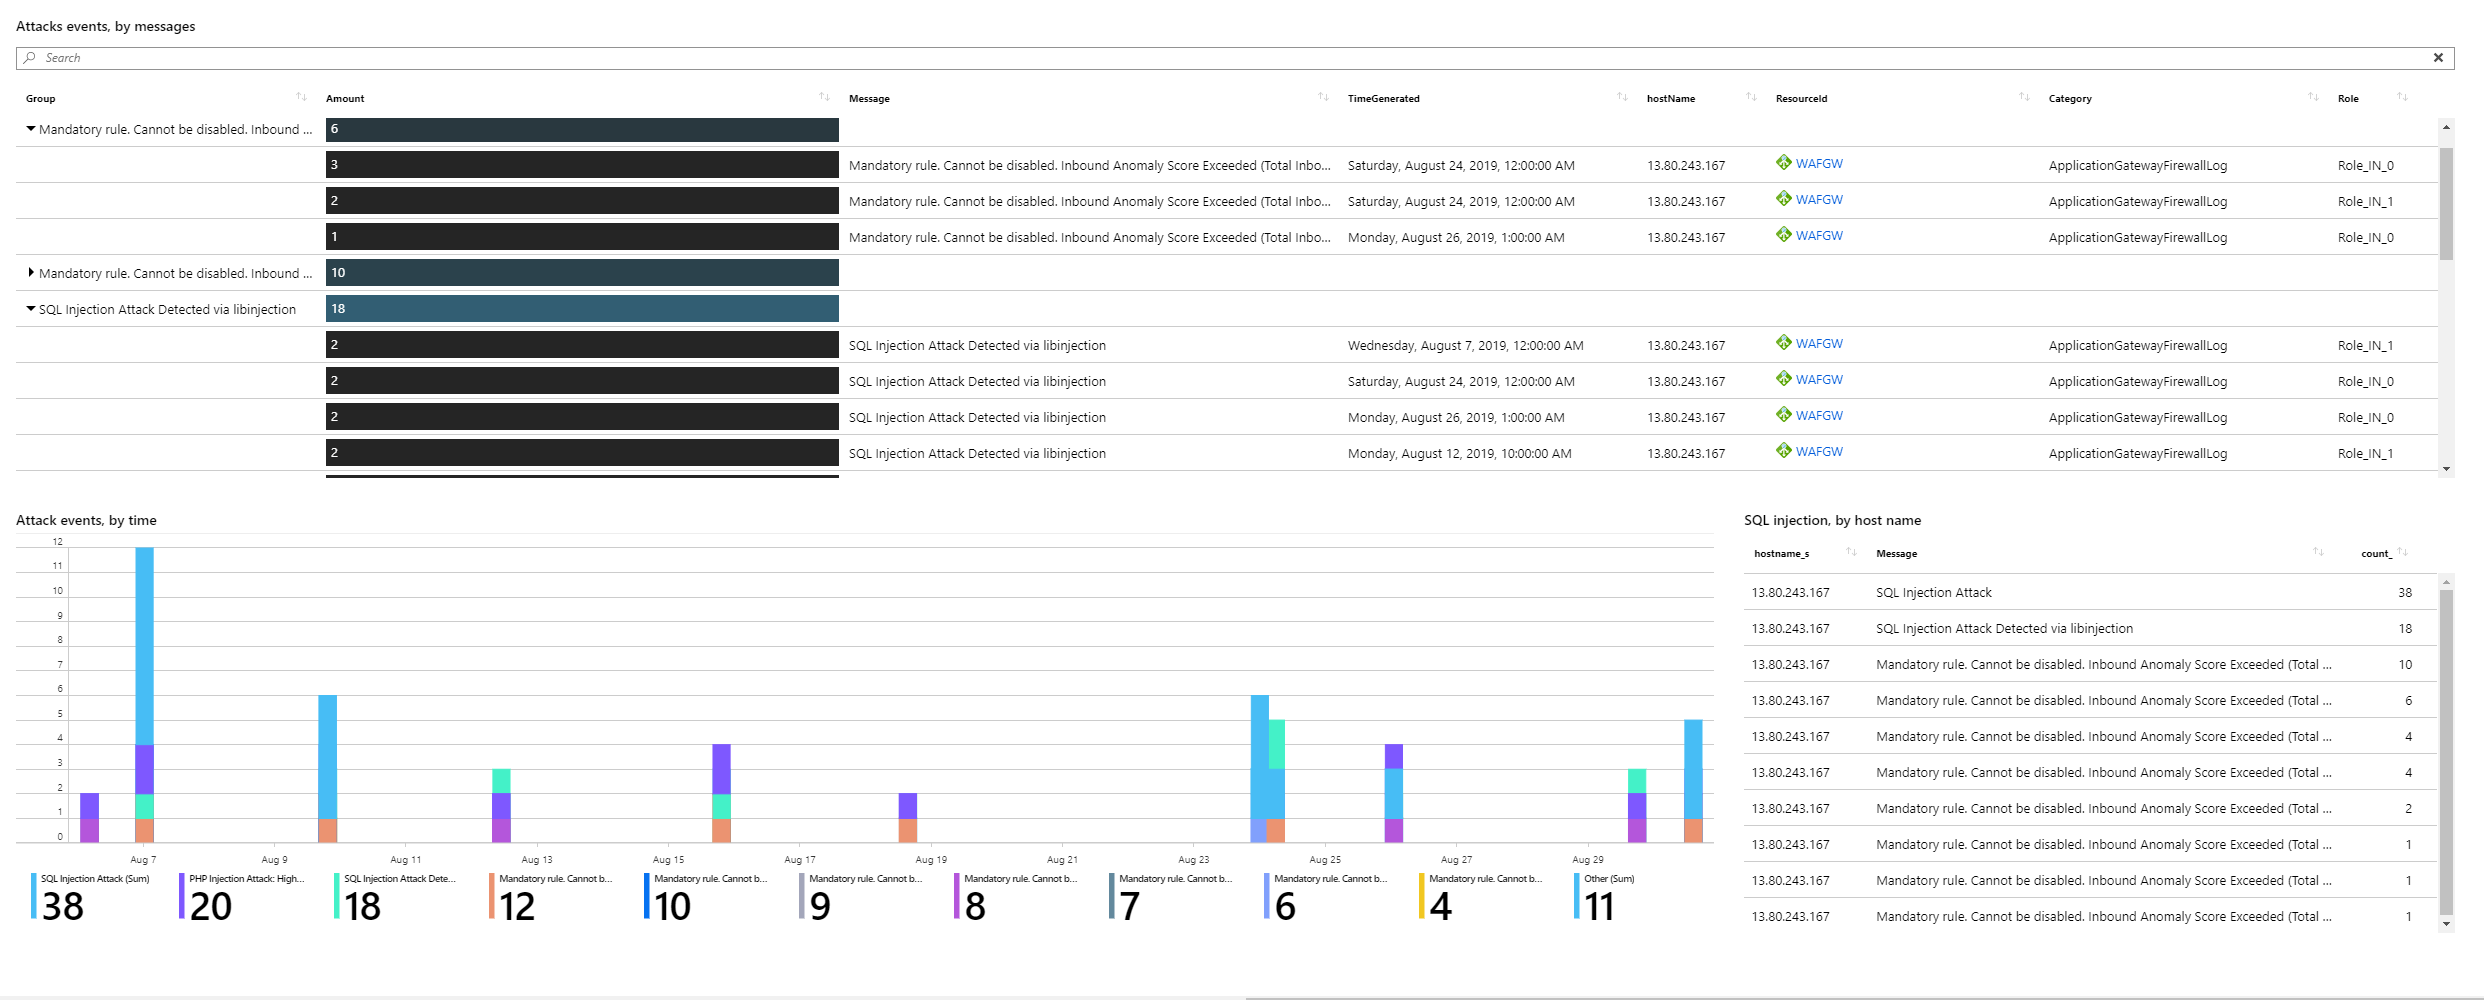 Attacks events, by messages
Search
Group Amount Message TimeGenerated hostName ResourceId Category Role
Mandatory rule. Cannot be disabled. Inbound ... 6
3 Mandatory rule. Cannot be disabled. Inbound Anomaly Score Exceeded (Total Inbo... Saturday, August 24, 2019, 12:00:00 AM 13.80.243.167 WAFGW ApplicationGatewayFirewallLog Role_IN_0
2 Mandatory rule. Cannot be disabled. Inbound Anomaly Score Exceeded (Total Inbo... Saturday, August 24, 2019, 12:00:00 AM 13.80.243.167 WAFGW ApplicationGatewayFirewallLog Role_IN_1
1 Mandatory rule. Cannot be disabled. Inbound Anomaly Score Exceeded (Total Inbo... Monday, August 26, 2019, 1:00:00 AM 13.80.243.167 WAFGW ApplicationGatewayFirewallLog Role_IN_0
Mandatory rule. Cannot be disabled. Inbound ... 10
SQL Injection Attack Detected via libinjection 18
2 SQL Injection Attack Detected via libinjection Wednesday, August 7, 2019, 12:00:00 AM 13.80.243.167 WAFGW ApplicationGatewayFirewallLog Role_IN_1
2 SQL Injection Attack Detected via libinjection Saturday, August 24, 2019, 12:00:00 AM 13.80.243.167 WAFGW ApplicationGatewayFirewallLog Role_IN_0
2 SQL Injection Attack Detected via libinjection Monday, August 26, 2019, 1:00:00 AM 13.80.243.167 WAFGW ApplicationGatewayFirewallLog Role_IN_0
2 SQL Injection Attack Detected via libinjection Monday, August 12, 2019, 10:00:00 AM 13.80.243.167 WAFGW ApplicationGatewayFirewallLog Role_IN_1
Attack events, by time
12
11
10
9
8
7
6
5
4
3
2
1
0
Aug 7 Aug 9 Aug 11 Aug 13 Aug 15 Aug 17 Aug 19 Aug 21 Aug 23 Aug 25 Aug 27 Aug 29
SQL Injection Attack (Sum) PHP Injection Attack: High... SQL Injection Attack Dete... Mandatory rule. Cannot b... Mandatory rule. Cannot b... Mandatory rule. Cannot b... Mandatory rule. Cannot b... Mandatory rule. Cannot b... Mandatory rule. Cannot b... Mandatory rule. Cannot b... Other (Sum)
38 20 18 12 10 9 8 7 6 4 11
SQL injection, by host name
hostname_s Message count_
13.80.243.167 SQL Injection Attack 38
13.80.243.167 SQL Injection Attack Detected via libinjection 18
13.80.243.167 Mandatory rule. Cannot be disabled. Inbound Anomaly Score Exceeded (Total ... 10
13.80.243.167 Mandatory rule. Cannot be disabled. Inbound Anomaly Score Exceeded (Total ... 6
13.80.243.167 Mandatory rule. Cannot be disabled. Inbound Anomaly Score Exceeded (Total ... 4
13.80.243.167 Mandatory rule. Cannot be disabled. Inbound Anomaly Score Exceeded (Total ... 4
13.80.243.167 Mandatory rule. Cannot be disabled. Inbound Anomaly Score Exceeded (Total ... 2
13.80.243.167 Mandatory rule. Cannot be disabled. Inbound Anomaly Score Exceeded (Total ... 1
13.80.243.167 Mandatory rule. Cannot be disabled. Inbound Anomaly Score Exceeded (Total ... 1
13.80.243.167 Mandatory rule. Cannot be disabled. Inbound Anomaly Score Exceeded (Total ... 1